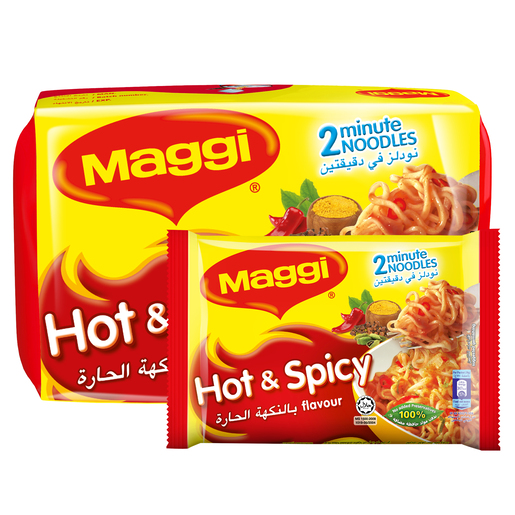 Maggi
®
2 minute
NOODLES
نودلز في دقيقتين
Hot &
بالنكهة الحارة
Maggi
®
2 minute
NOODLES
نودلز في دقيقتين
Hot & Spicy
بالنكهة الحارة flavour
100%